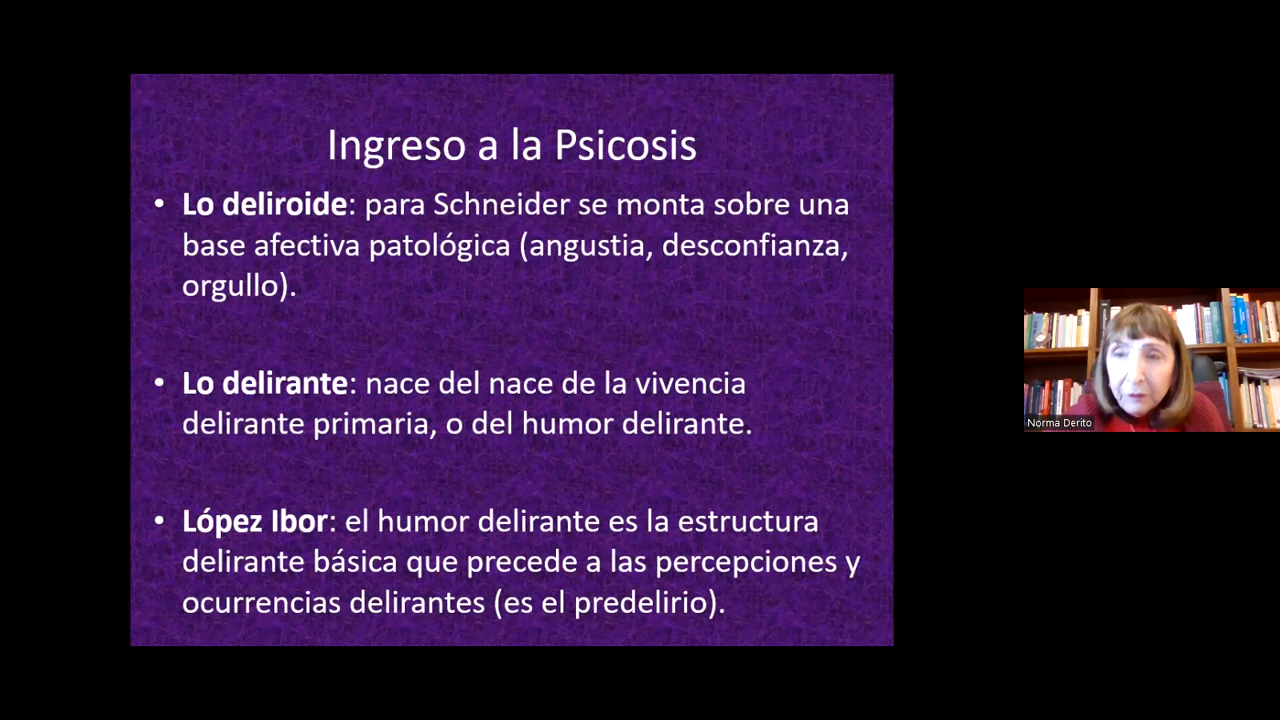 Ingreso a la Psicosis
• Lo deliroide: para Schneider se monta sobre una
base afectiva patológica (angustia, desconfianza,
orgullo).
• Lo delirante: nace del nace de la vivencia
delirante primaria, o del humor delirante.
• López Ibor: el humor delirante es la estructura
delirante básica que precede a las percepciones y
ocurrencias delirantes (es el predelirio).
Norma Derito